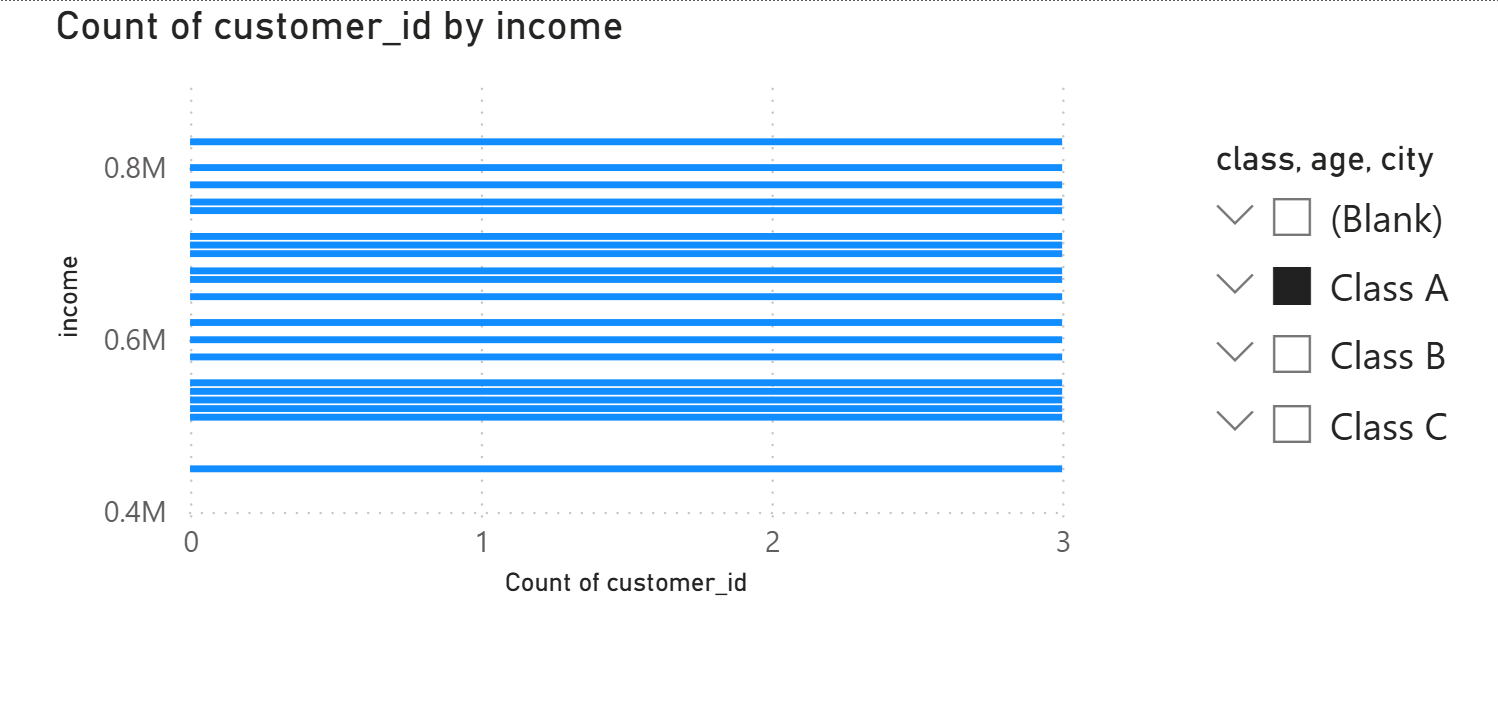 Count of customer_id by income
income
0.8M
0.6M
0.4M
0 1 2 3
Count of customer_id
class, age, city
(Blank)
Class A
Class B
Class C